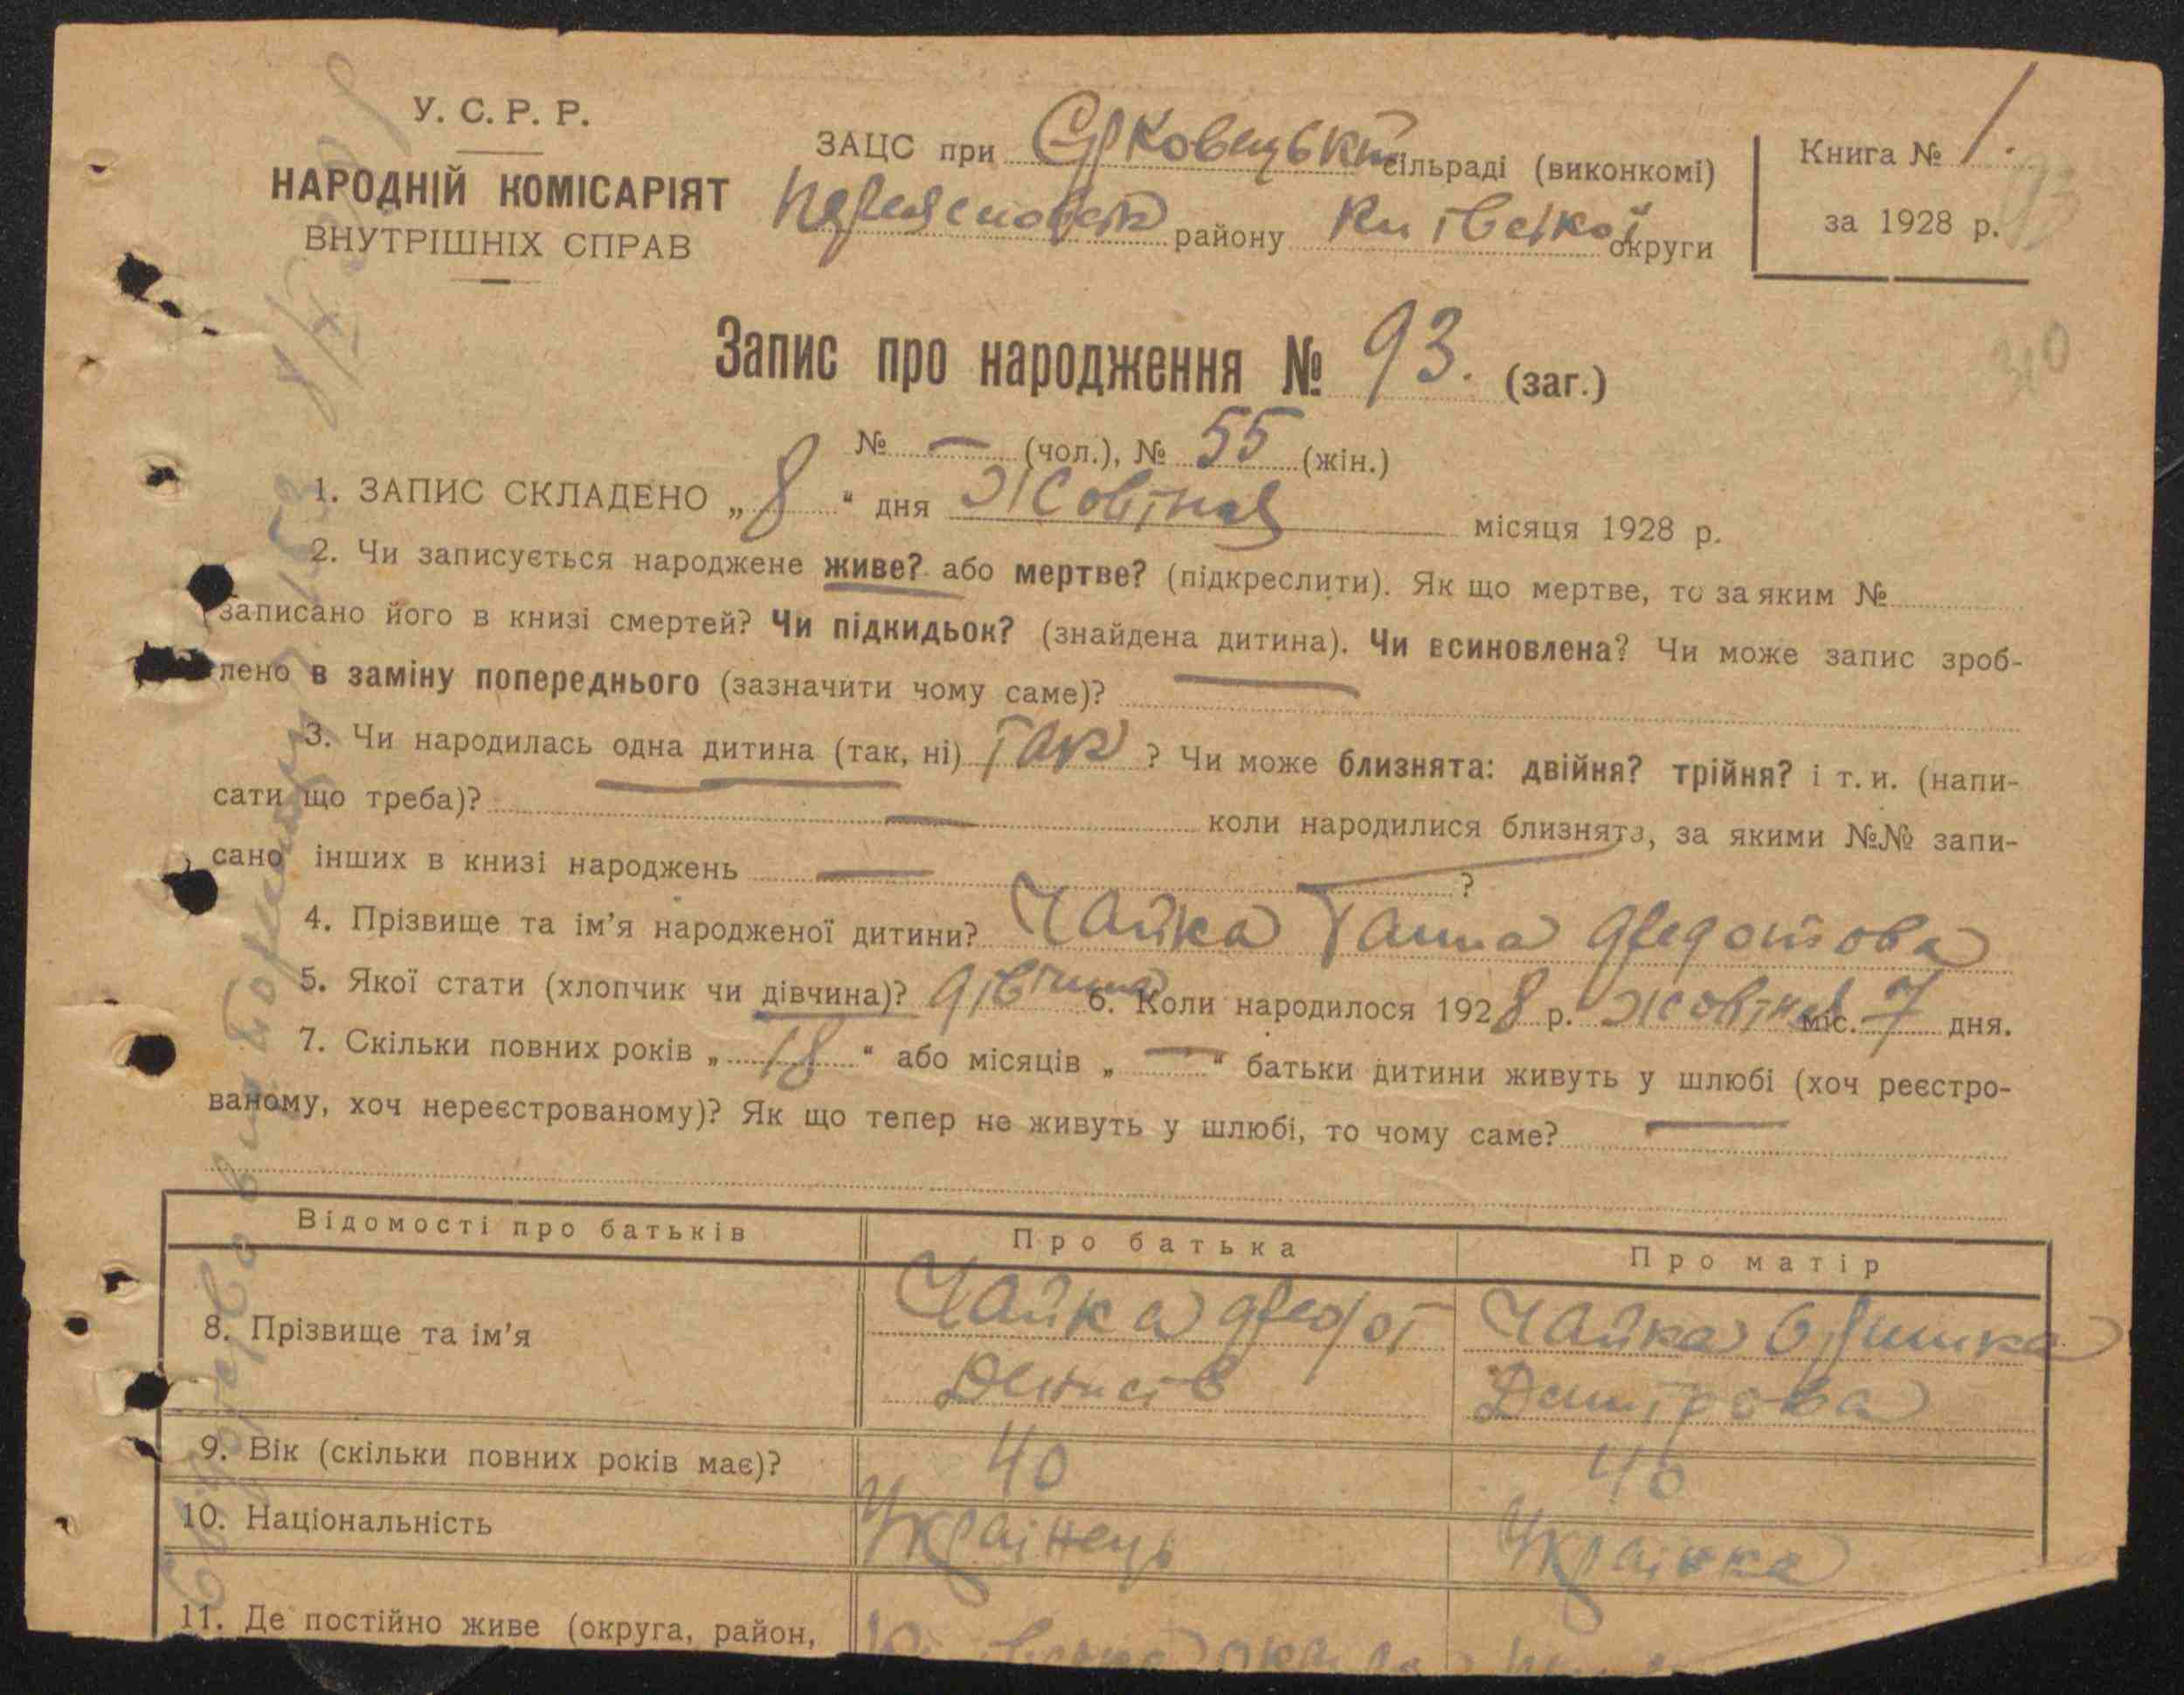 У. С. Р. Р.
НАРОДНІЙ КОМІСАРІЯТ
ВНУТРІШНІХ СПРАВ
ЗАЦС при сільраді (виконкомі)
району Київської округи
Книга № 1.
за 1928 р.
93
310
Запис про народження № 93. (заг.)
№ — (чол.), № 55 (жін.)
1. ЗАПИС СКЛАДЕНО „ 8 “ дня Жовтня місяця 1928 р.
2. Чи записується народжене живе? або мертве? (підкреслити). Як що мертве, то за яким №
записано його в книзі смертей? Чи підкидьок? (знайдена дитина). Чи всиновлена? Чи може запис зроб-
лено в заміну попереднього (зазначити чому саме)? —
3. Чи народилась одна дитина (так, ні) Так ? Чи може близнята: двійня? трійня? і т. и. (напи-
сати що треба)? — коли народилися близнята, за якими №№ запи-
сано інших в книзі народжень — ?
4. Прізвище та ім’я народженої дитини? Чайка Ганна Федотова
5. Якої стати (хлопчик чи дівчина)? дівчина 6. Коли народилося 1928 р. Жовтня міс. 7 дня.
7. Скільки повних років „ 18 “ або місяців „ — “ батьки дитини живуть у шлюбі (хоч реєстро-
ваному, хоч нереєстрованому)? Як що тепер не живуть у шлюбі, то чому саме? —
Відомості про батьків Про батька Про матір
8. Прізвище та ім’я Чайка Федот Чайка Оришка
Денисів Дмитрова
9. Вік (скільки повних років має)? 40 40
10. Національність Українець Українка
11. Де постійно живе (округа, район,